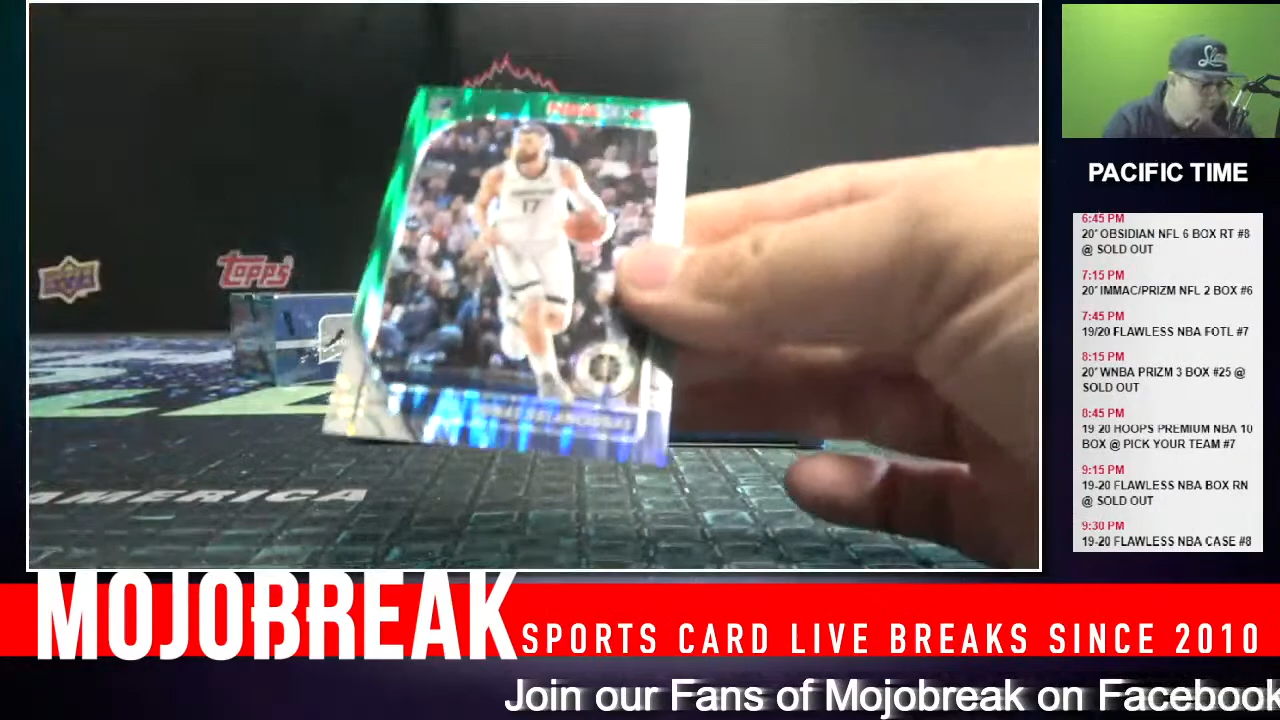 TOPPS
17
AMERICA
PACIFIC TIME
6:45 PM
20' OBSIDIAN NFL 6 BOX RT #8
@ SOLD OUT
7:15 PM
20' IMMAC/PRIZM NFL 2 BOX #6
7:45 PM
19/20 FLAWLESS NBA FOTL #7
8:15 PM
20' WNBA PRIZM 3 BOX #25 @
SOLD OUT
8:45 PM
19-20 HOOPS PREMIUM NBA 10
BOX @ PICK YOUR TEAM #7
9:15 PM
19-20 FLAWLESS NBA BOX RN
@ SOLD OUT
9:30 PM
19-20 FLAWLESS NBA CASE #8
MOJOBREAK
SPORTS CARD LIVE BREAKS SINCE 2010
Join our Fans of Mojobreak on Facebook